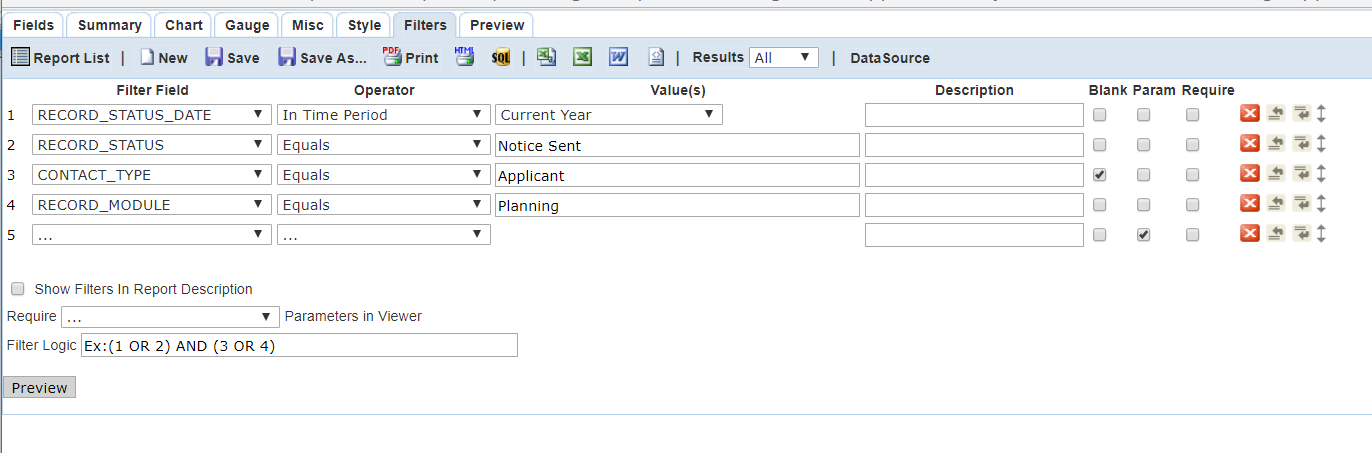 Fields Summary Chart Gauge Misc Style Filters Preview
Report List | New Save Save As... PDF Print HTML SQL | | Results All | DataSource
Filter Field Operator Value(s) Description Blank Param Require
1 RECORD_STATUS_DATE In Time Period Current Year
2 RECORD_STATUS Equals Notice Sent
3 CONTACT_TYPE Equals Applicant
4 RECORD_MODULE Equals Planning
5 ... ...
Show Filters In Report Description
Require ... Parameters in Viewer
Filter Logic Ex:(1 OR 2) AND (3 OR 4)
Preview